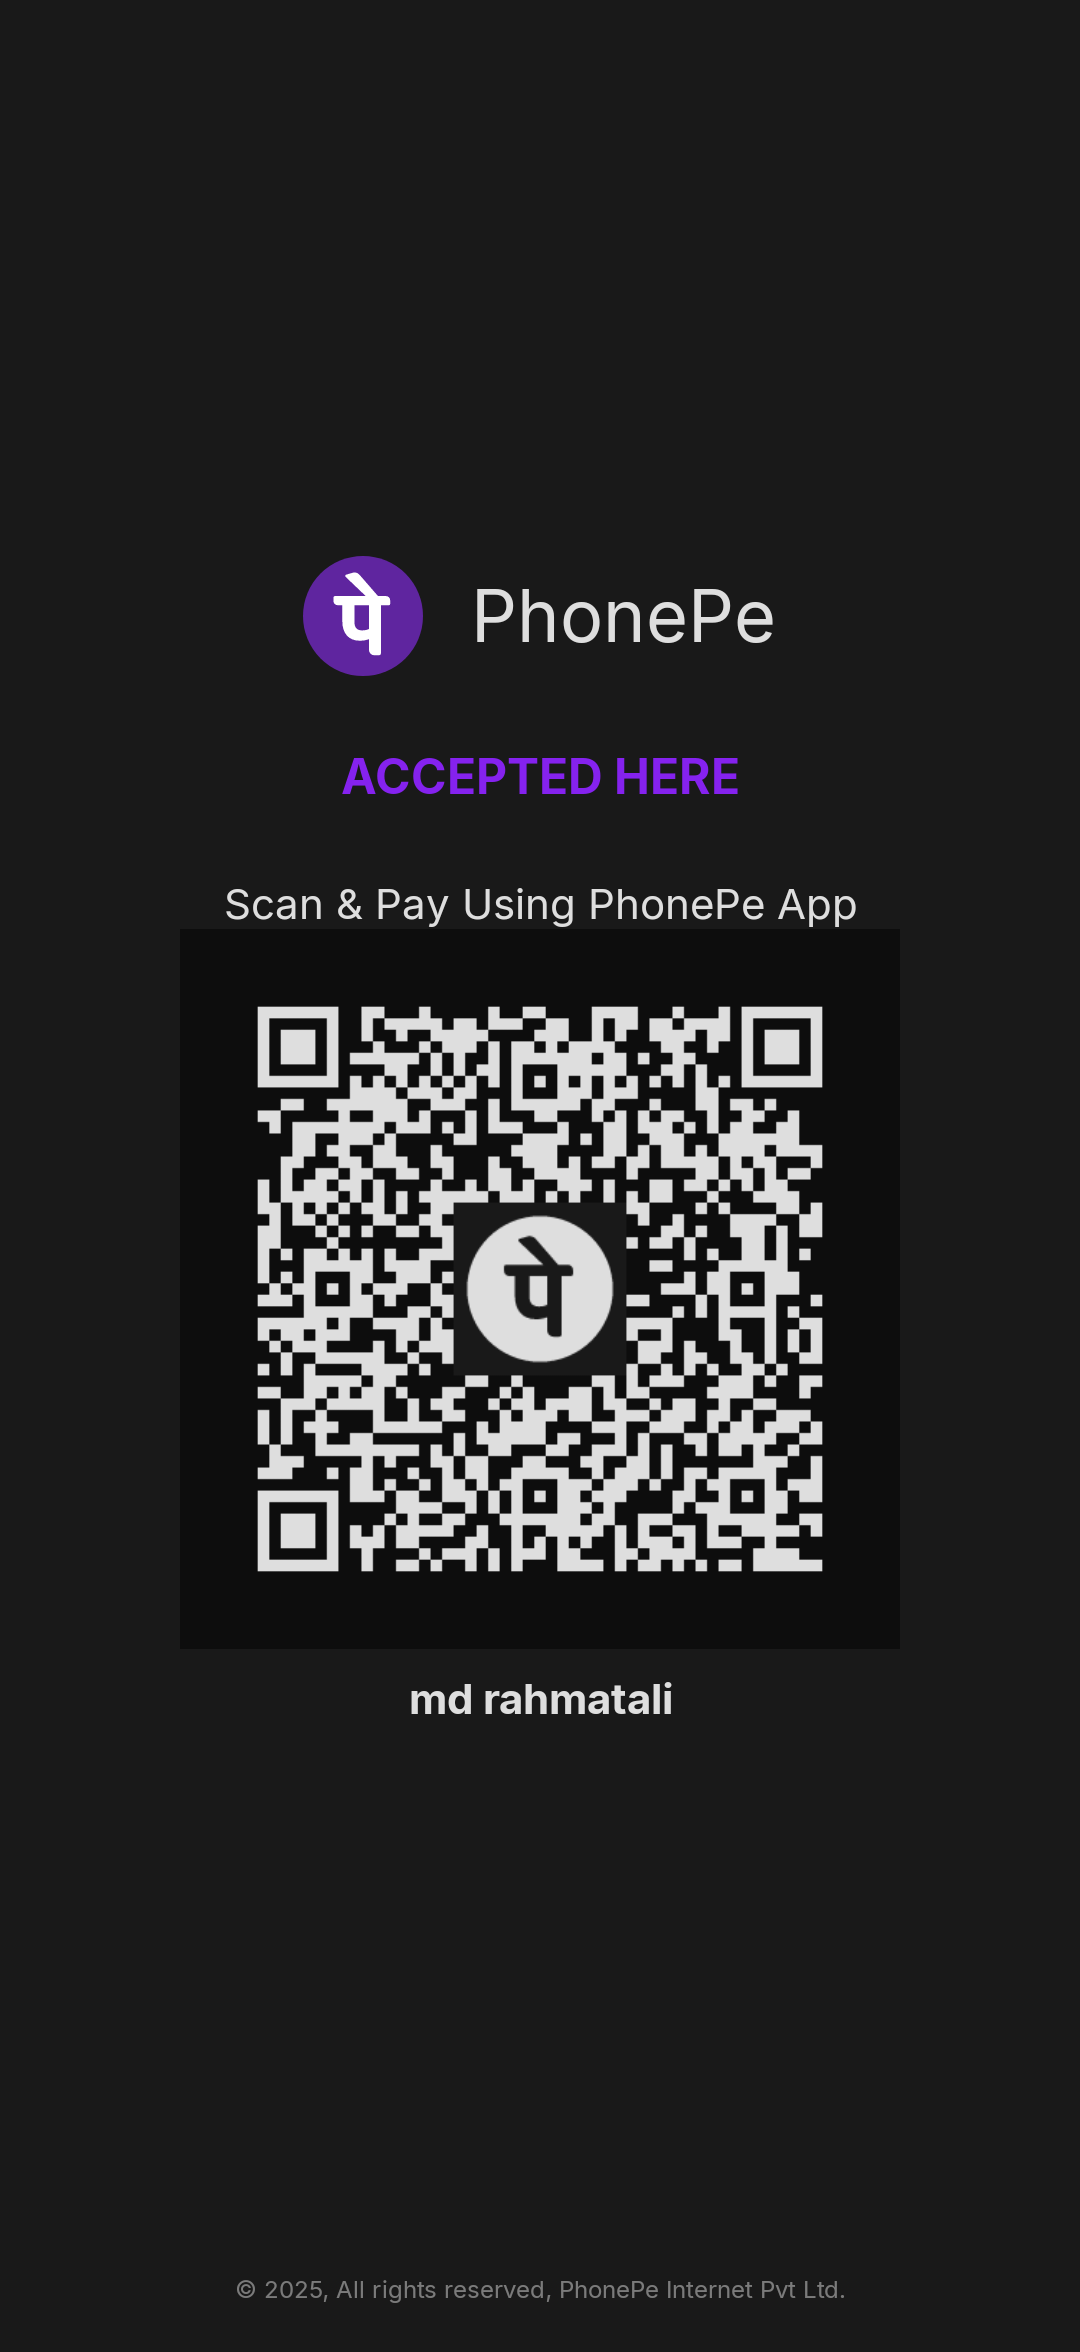 पे PhonePe
ACCEPTED HERE
Scan & Pay Using PhonePe App
पे
md rahmatali
© 2025, All rights reserved, PhonePe Internet Pvt Ltd.